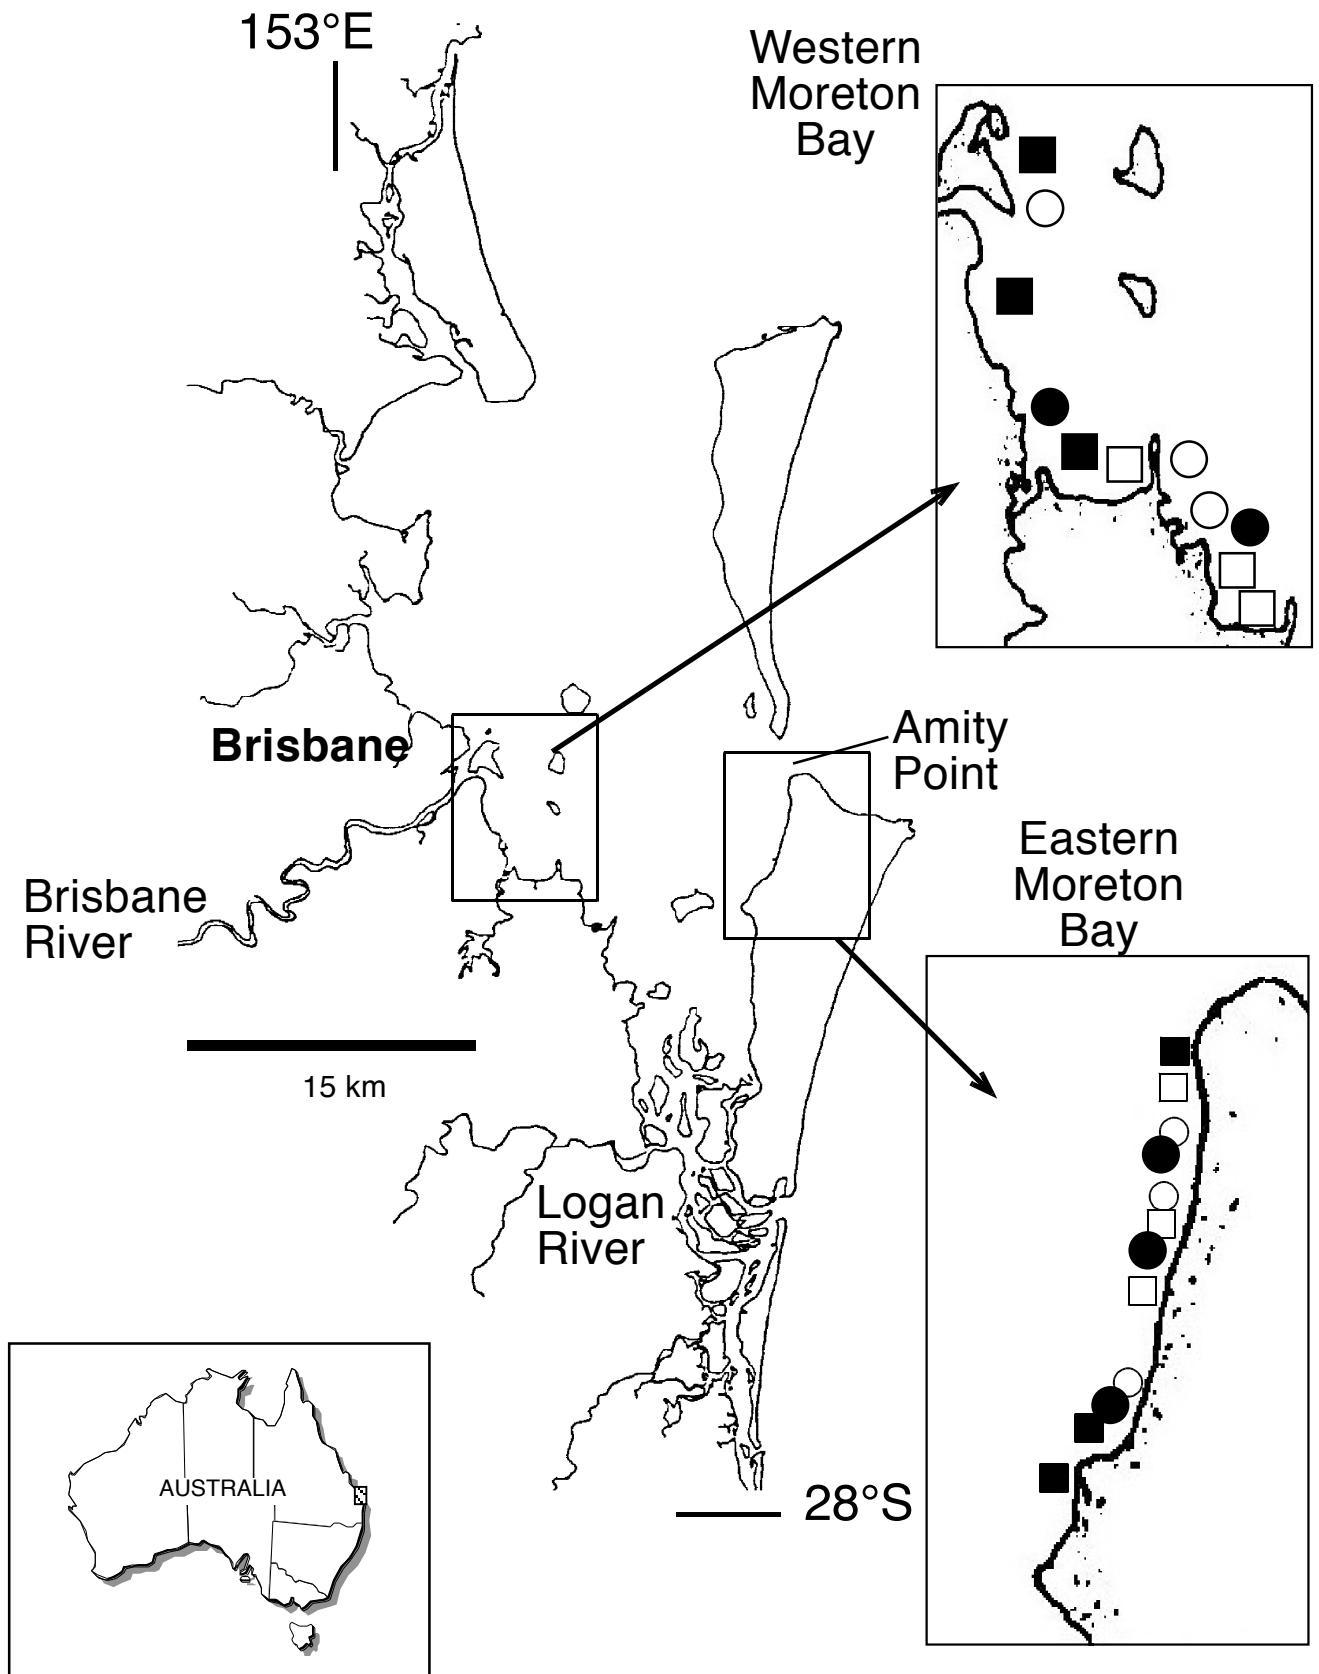 153°E
Western
Moreton
Bay
Brisbane
Amity
Point
Eastern
Moreton
Bay
Brisbane
River
15 km
Logan
River
AUSTRALIA
28°S